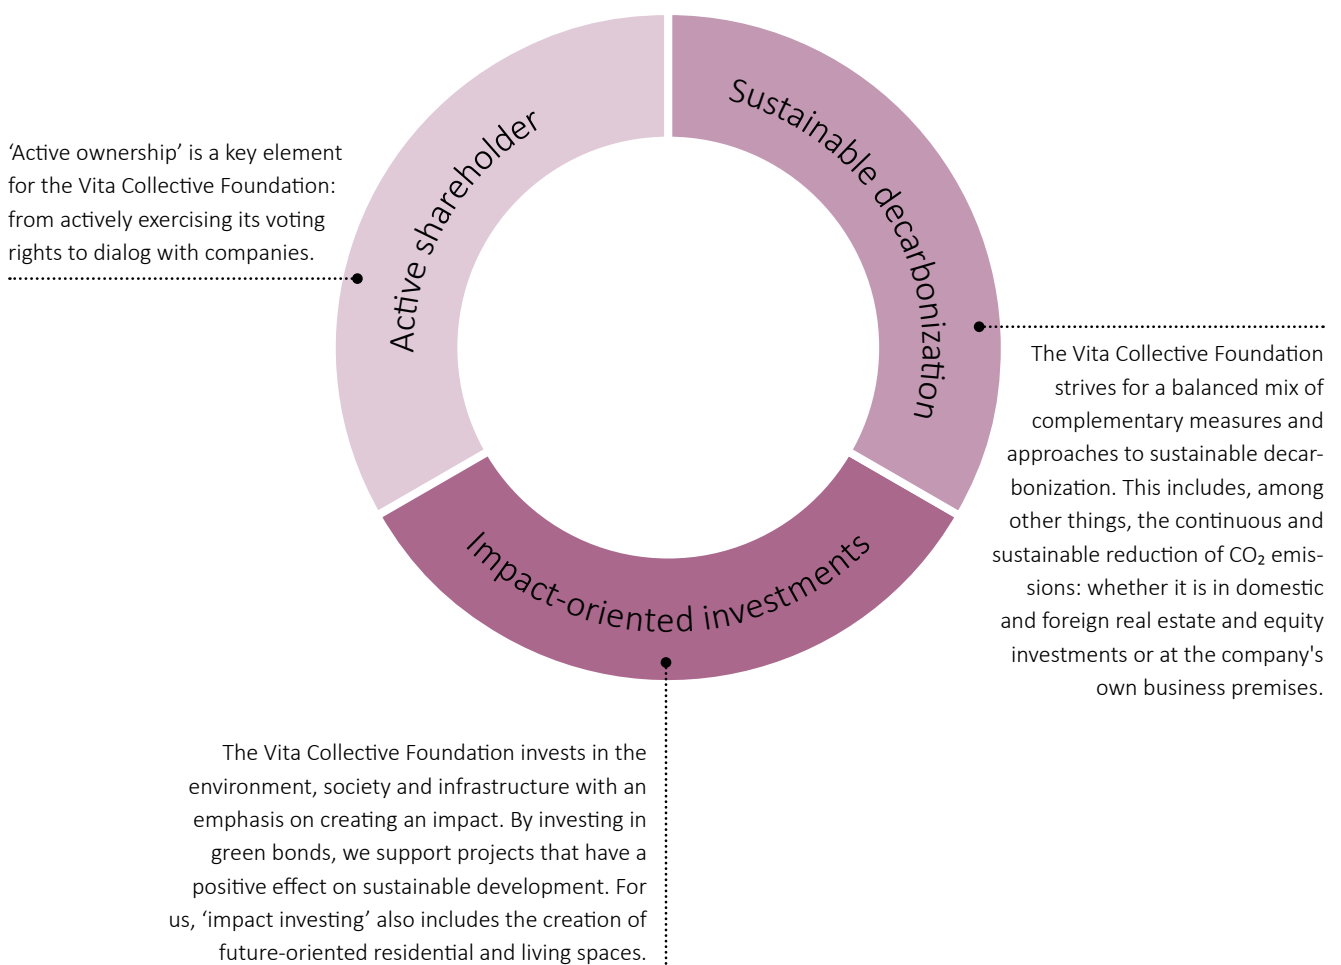 Sustainable decarbonization
Active shareholder
‘Active ownership’ is a key element
for the Vita Collective Foundation:
from actively exercising its voting
rights to dialog with companies.
The Vita Collective Foundation
strives for a balanced mix of
complementary measures and
approaches to sustainable decar-
bonization. This includes, among
other things, the continuous and
sustainable reduction of CO₂ emis-
sions: whether it is in domestic
and foreign real estate and equity
investments or at the company's
own business premises.
Impact-oriented investments
The Vita Collective Foundation invests in the
environment, society and infrastructure with an
emphasis on creating an impact. By investing in
green bonds, we support projects that have a
positive effect on sustainable development. For
us, ‘impact investing’ also includes the creation of
future-oriented residential and living spaces.